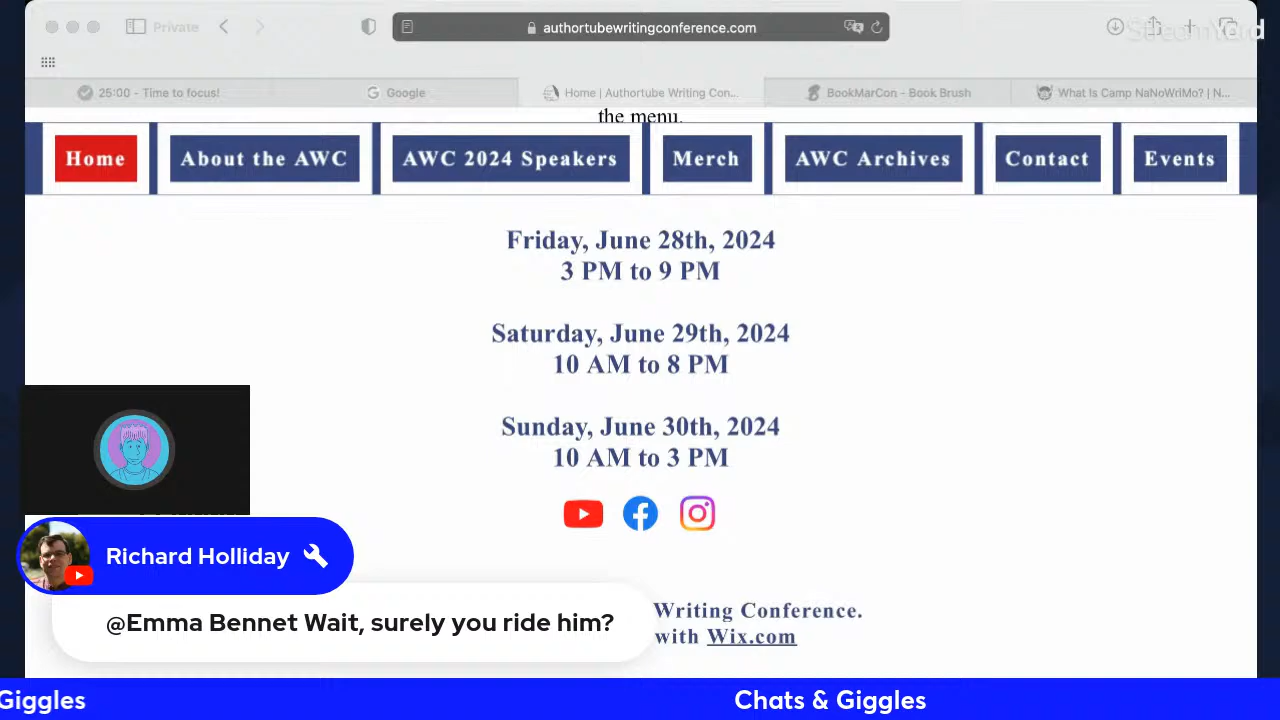 Private
authortubewritingconference.com
StreamYard
25:00 - Time to focus!
Google
Home | Authortube Writing Con...
BookMarCon - Book Brush
What Is Camp NaNoWriMo? | N...
the menu.
Home
About the AWC
AWC 2024 Speakers
Merch
AWC Archives
Contact
Events
Friday, June 28th, 2024
3 PM to 9 PM
Saturday, June 29th, 2024
10 AM to 8 PM
Sunday, June 30th, 2024
10 AM to 3 PM
Richard Holliday
@Emma Bennet Wait, surely you ride him?
Writing Conference.
with Wix.com
Giggles
Chats & Giggles